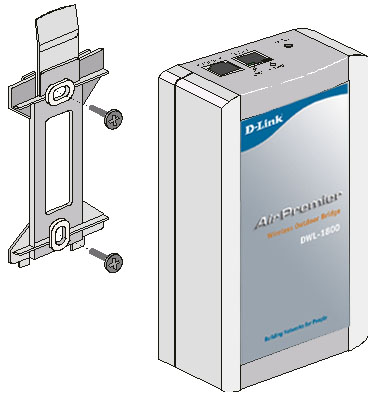 D-Link
AirPremier
Wireless Outdoor Bridge
DWL-1800
Building Networks for People